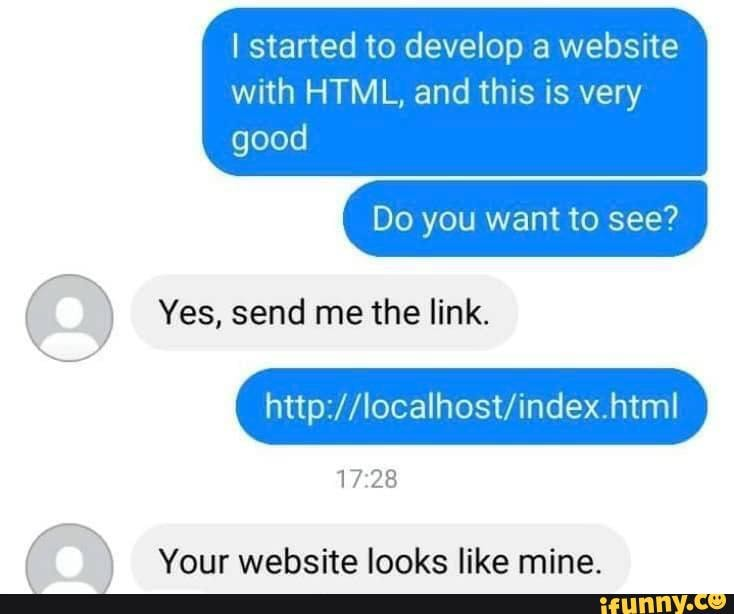 I started to develop a website
with HTML, and this is very
good
Do you want to see?
Yes, send me the link.
http://localhost/index.html
17:28
Your website looks like mine.
ifunny.co